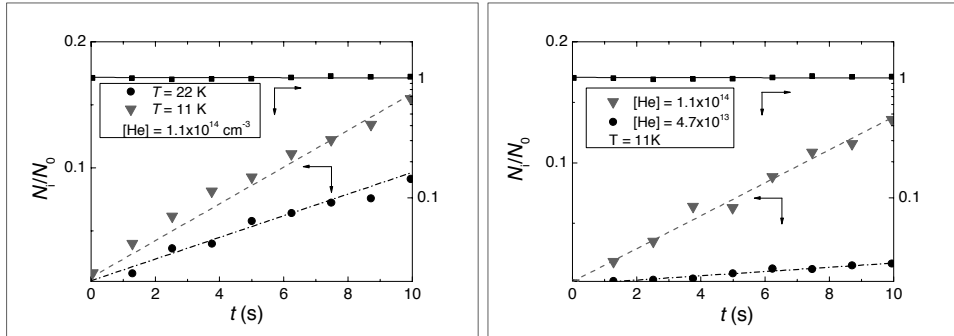 0.2
0.1
N_i/N_0
1
0.1
T = 22 K
T = 11 K
[He] = 1.1x10^14 cm^-3
0 2 4 6 8 10
t (s)
0.2
0.1
N_i/N_0
1
0.1
[He] = 1.1x10^14
[He] = 4.7x10^13
T = 11K
0 2 4 6 8 10
t (s)